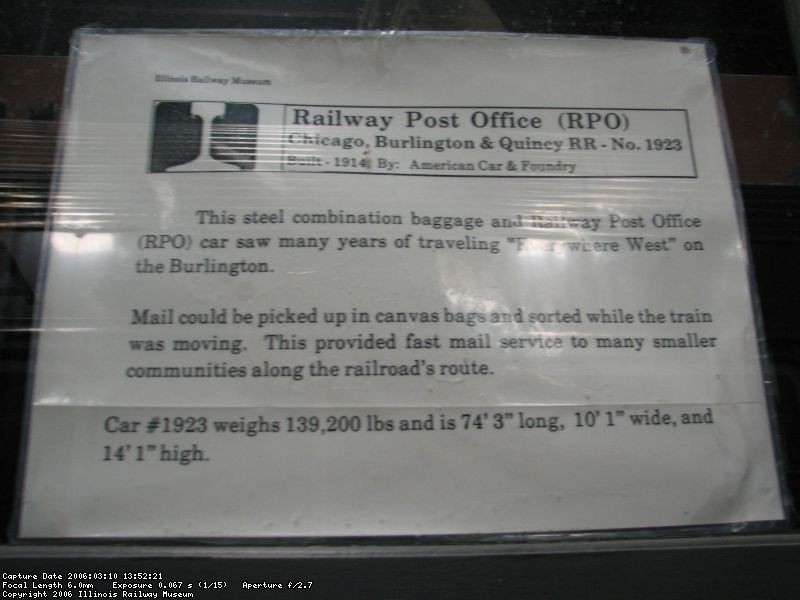 Illinois Railway Museum
Railway Post Office (RPO)
Chicago, Burlington & Quincy RR - No. 1923
Built - 1914; By: American Car & Foundry
This steel combination baggage and Railway Post Office
(RPO) car saw many years of traveling "Everywhere West" on
the Burlington.
Mail could be picked up in canvas bags and sorted while the train
was moving. This provided fast mail service to many smaller
communities along the railroad's route.
Car #1923 weighs 139,200 lbs and is 74' 3" long, 10' 1" wide, and
14' 1" high.
Capture Date 2006:03:10 13:52:21
Focal Length 6.0mm Exposure 0.067 s (1/15) Aperture f/2.7
Copyright 2006 Illinois Railway Museum